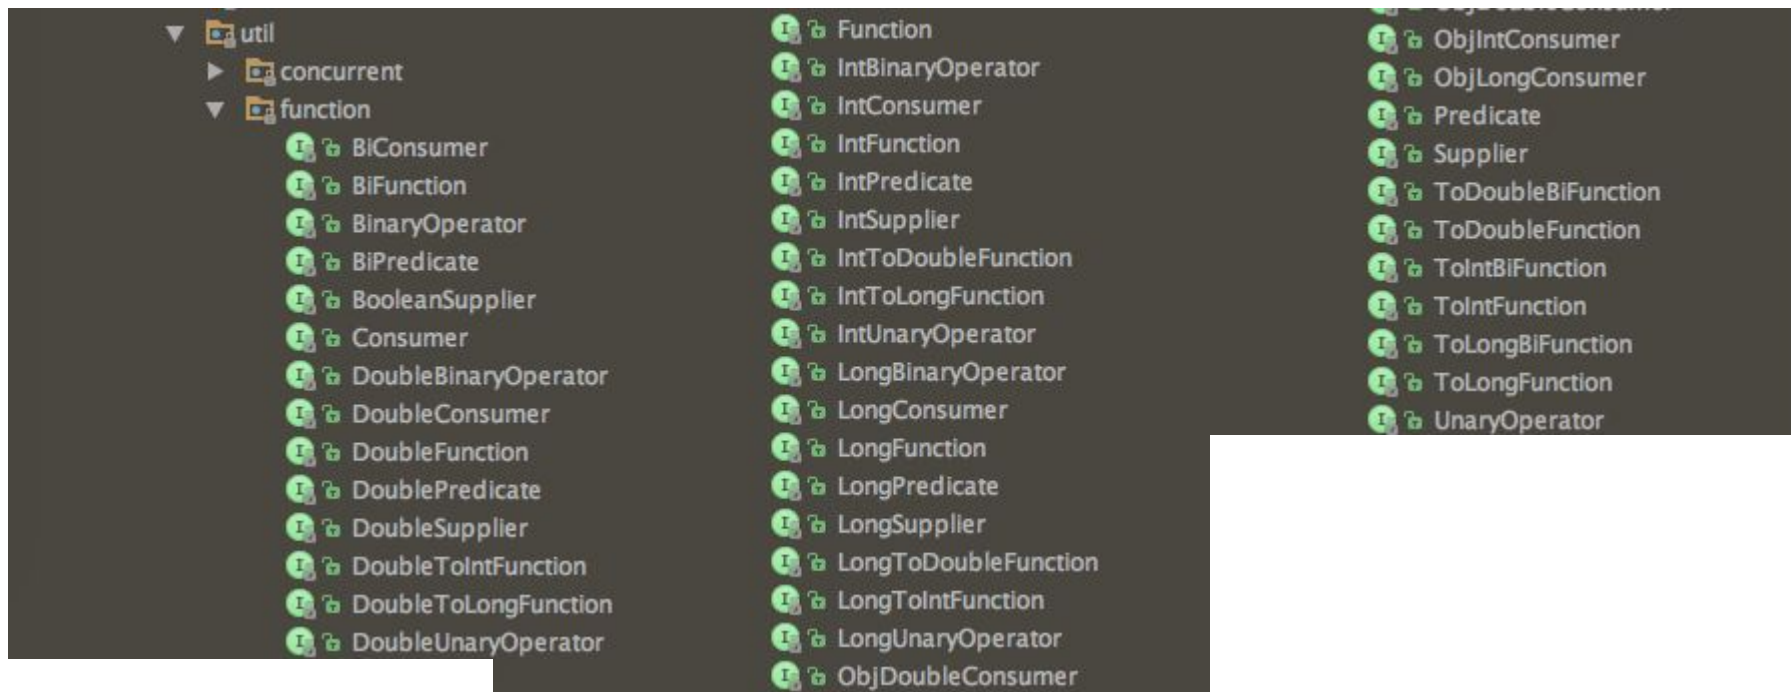 util
concurrent
function
BiConsumer
BiFunction
BinaryOperator
BiPredicate
BooleanSupplier
Consumer
DoubleBinaryOperator
DoubleConsumer
DoubleFunction
DoublePredicate
DoubleSupplier
DoubleToIntFunction
DoubleToLongFunction
DoubleUnaryOperator
Function
IntBinaryOperator
IntConsumer
IntFunction
IntPredicate
IntSupplier
IntToDoubleFunction
IntToLongFunction
IntUnaryOperator
LongBinaryOperator
LongConsumer
LongFunction
LongPredicate
LongSupplier
LongToDoubleFunction
LongToIntFunction
LongUnaryOperator
ObjDoubleConsumer
ObjIntConsumer
ObjLongConsumer
Predicate
Supplier
ToDoubleBiFunction
ToDoubleFunction
ToIntBiFunction
ToIntFunction
ToLongBiFunction
ToLongFunction
UnaryOperator